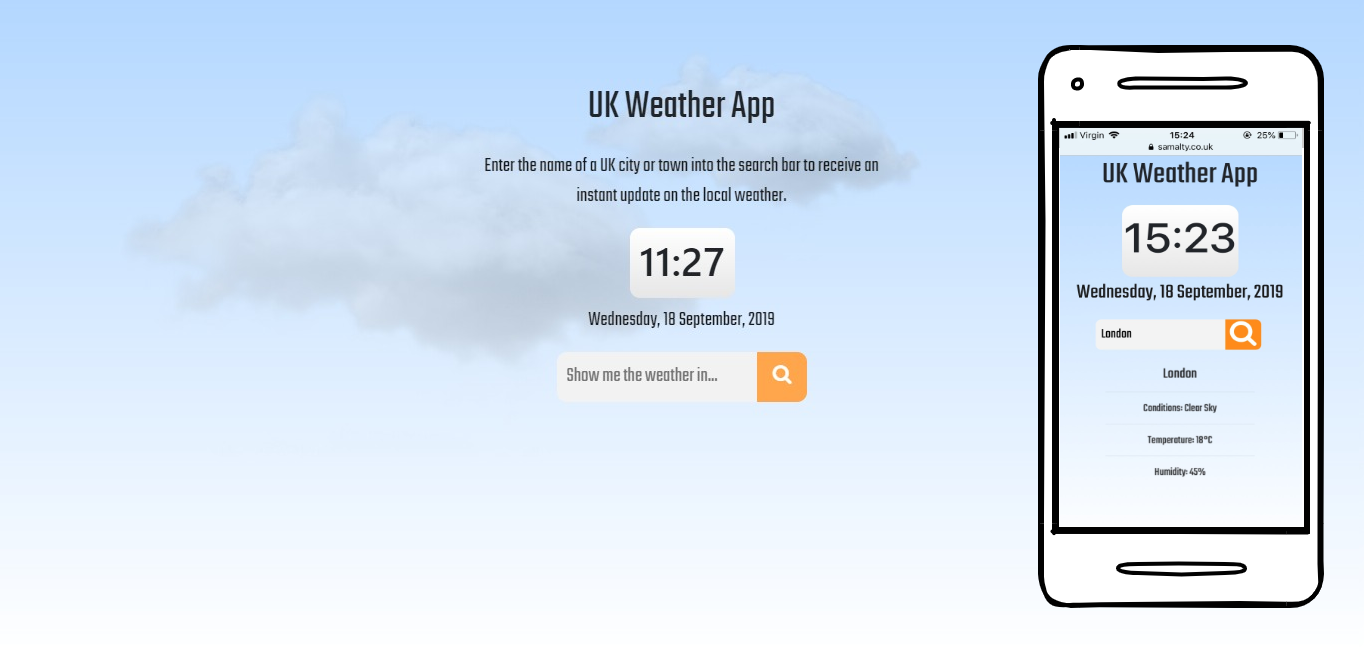 UK Weather App
Enter the name of a UK city or town into the search bar to receive an
instant update on the local weather.
11:27
Wednesday, 18 September, 2019
Show me the weather in...
Virgin 15:24 25%
samalty.co.uk
UK Weather App
15:23
Wednesday, 18 September, 2019
London
London
Conditions: Clear Sky
Temperature: 18°C
Humidity: 45%